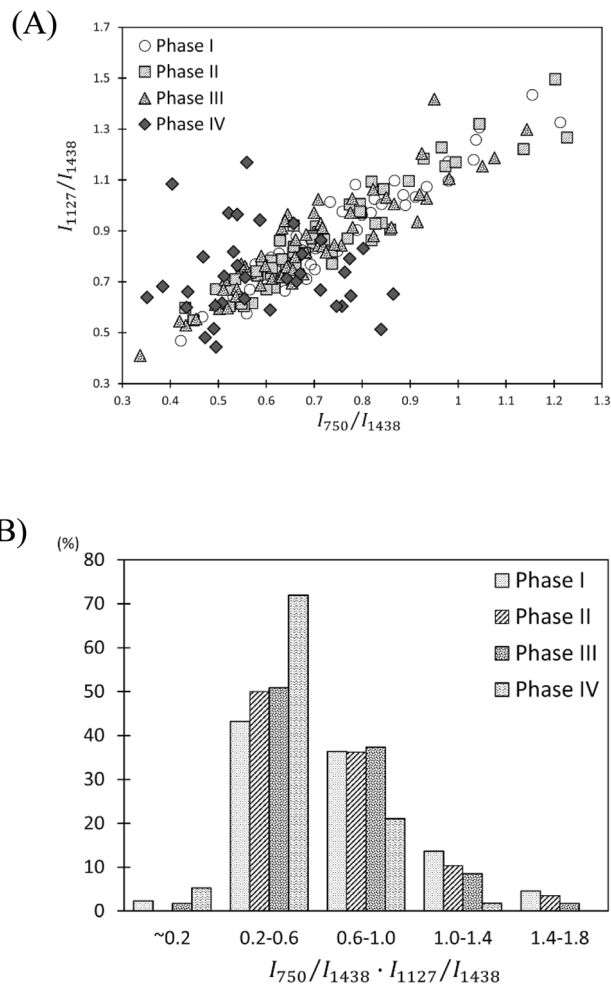 (A)
1.7
1.5
1.3
1.1
0.9
0.7
0.5
0.3
I1127/I1438
Phase I
Phase II
Phase III
Phase IV
0.3 0.4 0.5 0.6 0.7 0.8 0.9 1 1.1 1.2 1.3
I750/I1438
B)
(%)
80
70
60
50
40
30
20
10
0
Phase I
Phase II
Phase III
Phase IV
~0.2 0.2-0.6 0.6-1.0 1.0-1.4 1.4-1.8
I750/I1438 · I1127/I1438